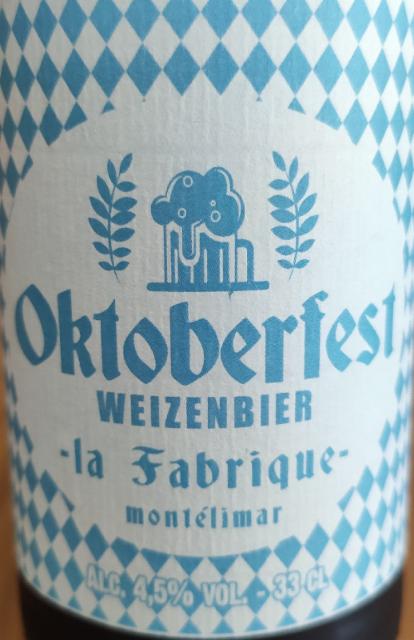 Oktoberfest
WEIZENBIER
-la Fabrique-
montélimar
ALC. 4,5% VOL. - 33 CL